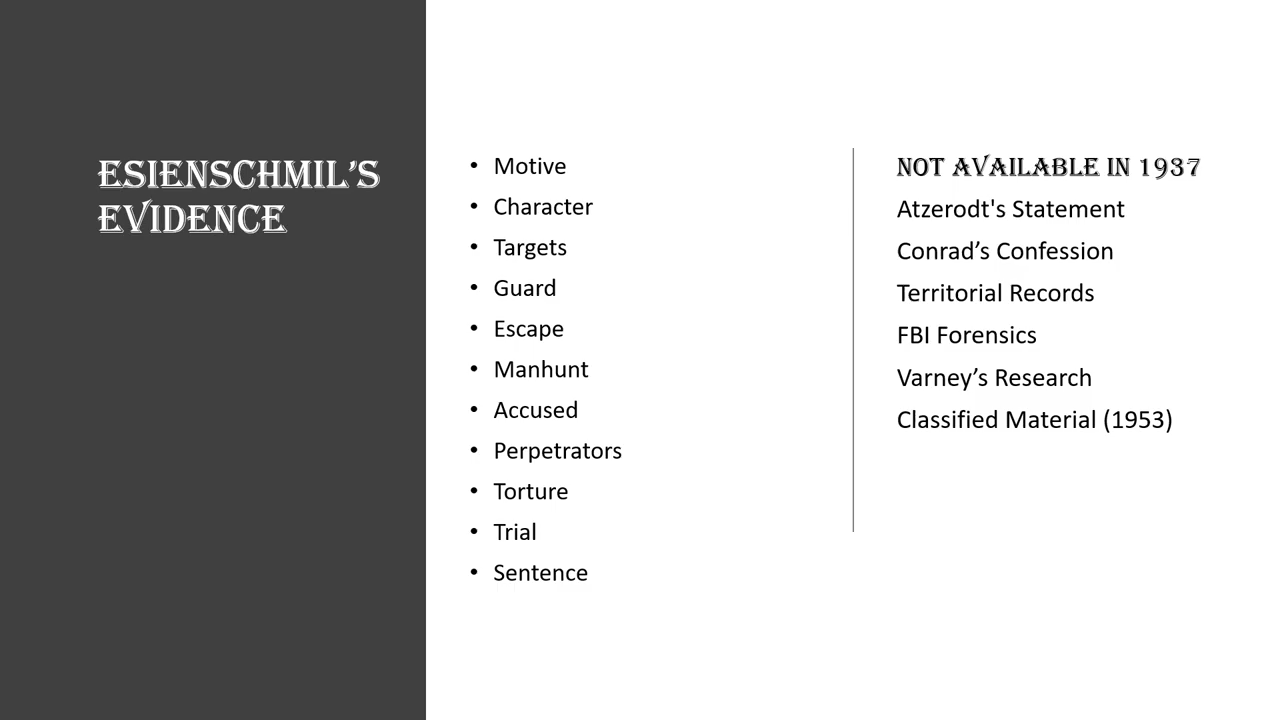 ESIENSCHMIL’S
EVIDENCE
• Motive
• Character
• Targets
• Guard
• Escape
• Manhunt
• Accused
• Perpetrators
• Torture
• Trial
• Sentence
NOT AVAILABLE IN 1937
Atzerodt's Statement
Conrad’s Confession
Territorial Records
FBI Forensics
Varney’s Research
Classified Material (1953)